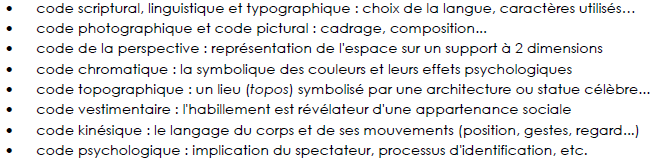 • code scriptural, linguistique et typographique : choix de la langue, caractères utilisés...
• code photographique et code pictural : cadrage, composition...
• code de la perspective : représentation de l'espace sur un support à 2 dimensions
• code chromatique : la symbolique des couleurs et leurs effets psychologiques
• code topographique : un lieu (topos) symbolisé par une architecture ou statue célèbre...
• code vestimentaire : l'habillement est révélateur d'une appartenance sociale
• code kinésique : le langage du corps et de ses mouvements (position, gestes, regard...)
• code psychologique : implication du spectateur, processus d'identification, etc.